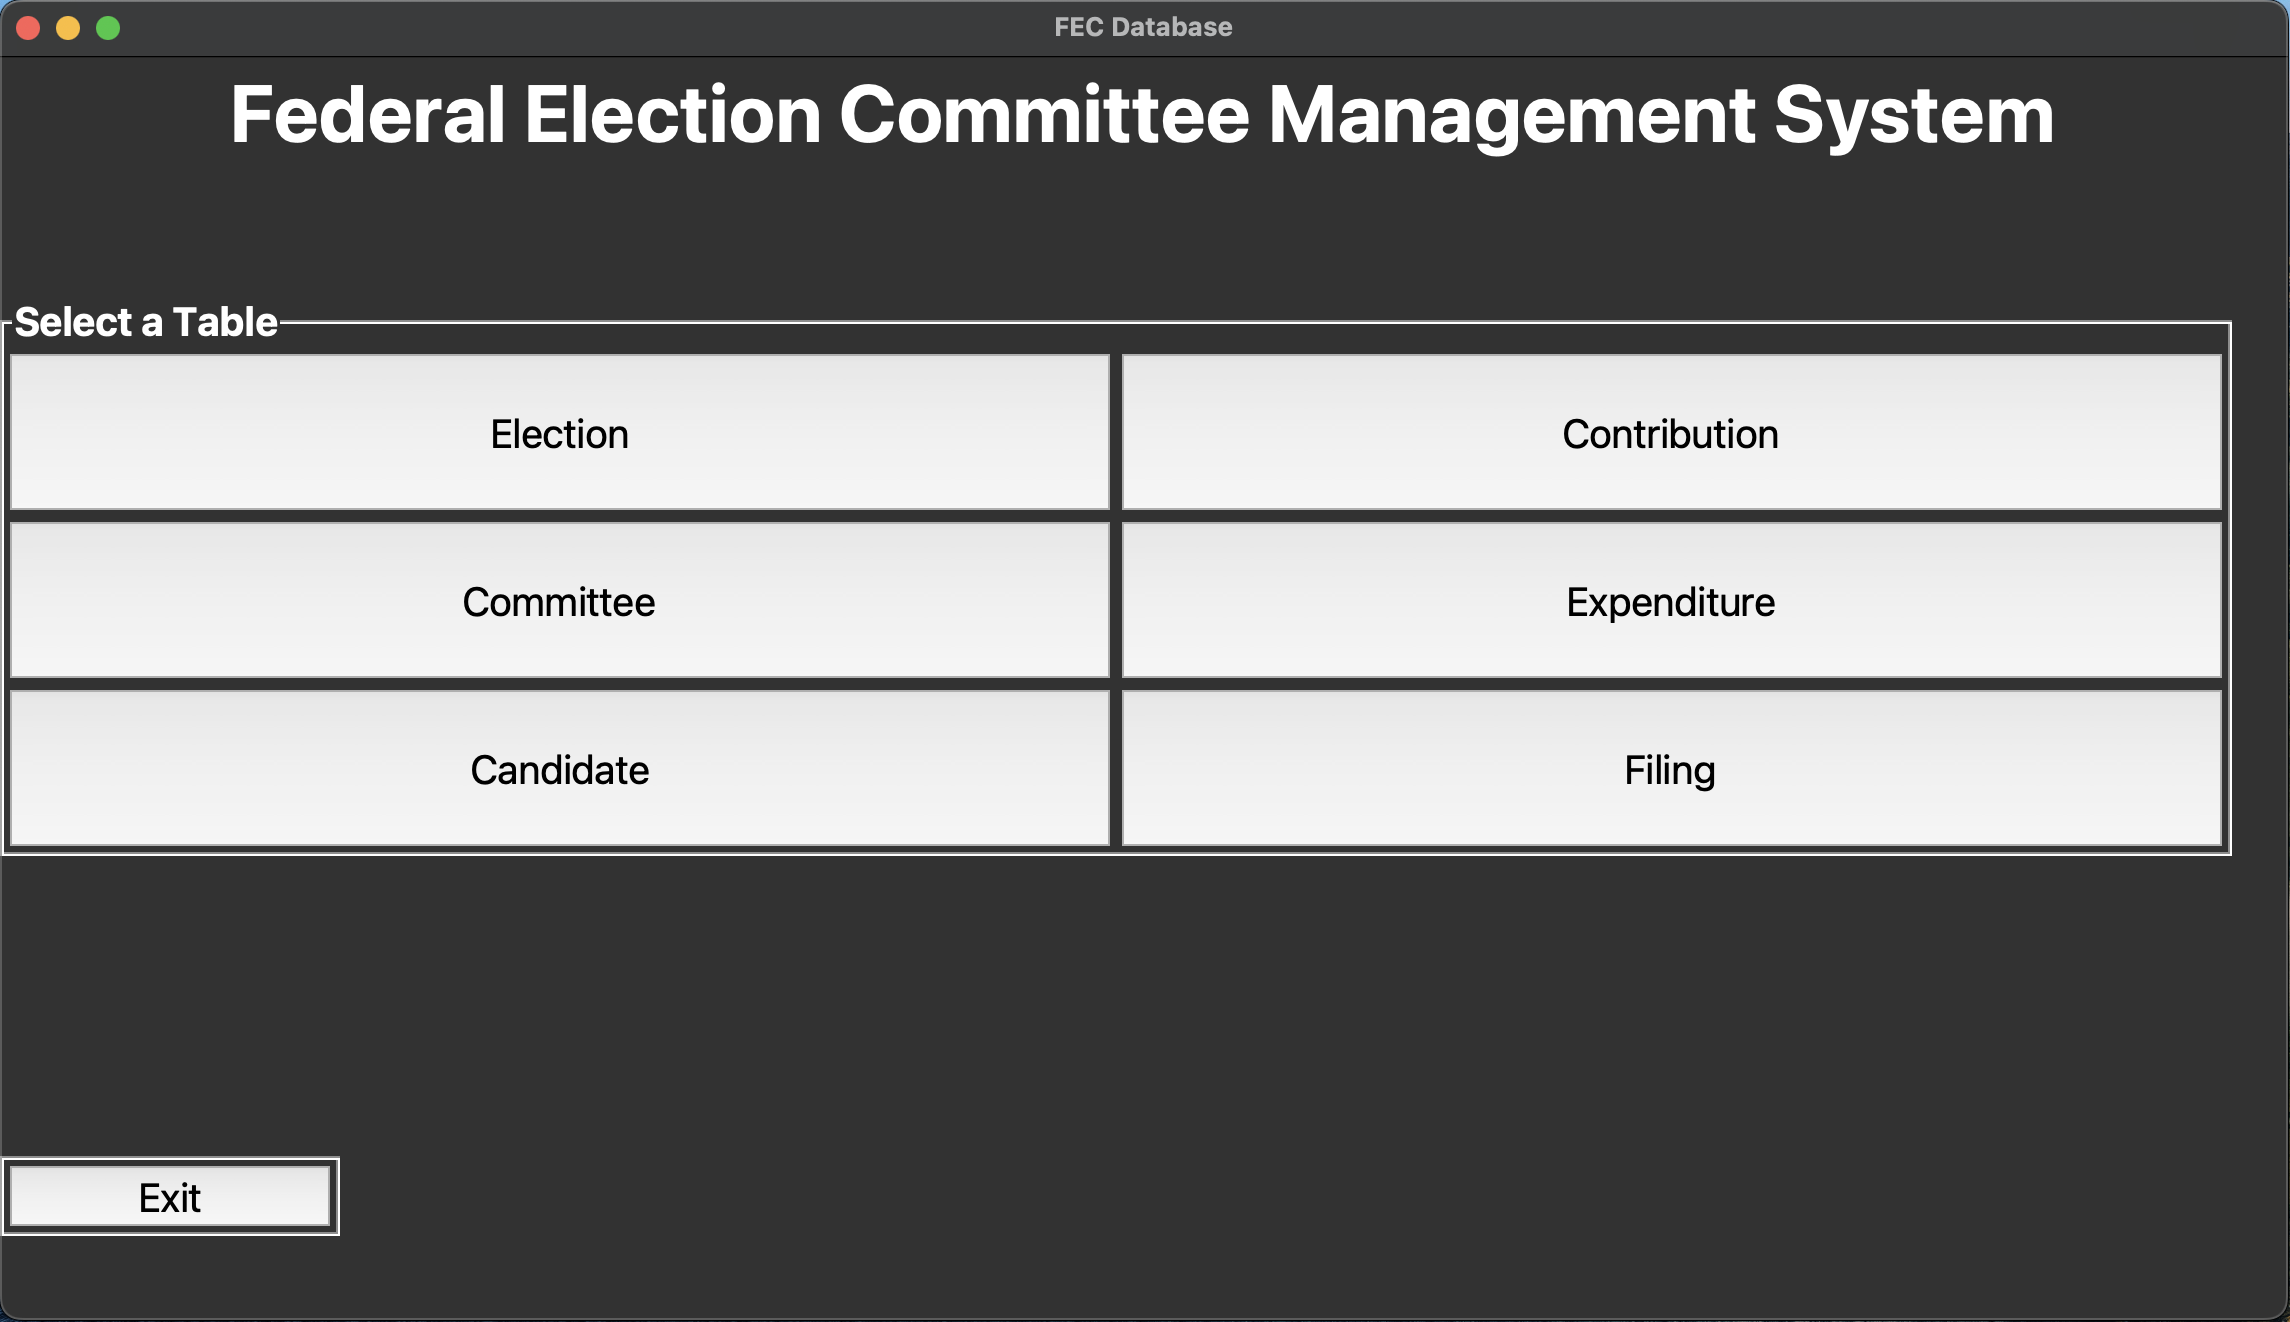 FEC Database
Federal Election Committee Management System
Select a Table
Election
Contribution
Committee
Expenditure
Candidate
Filing
Exit